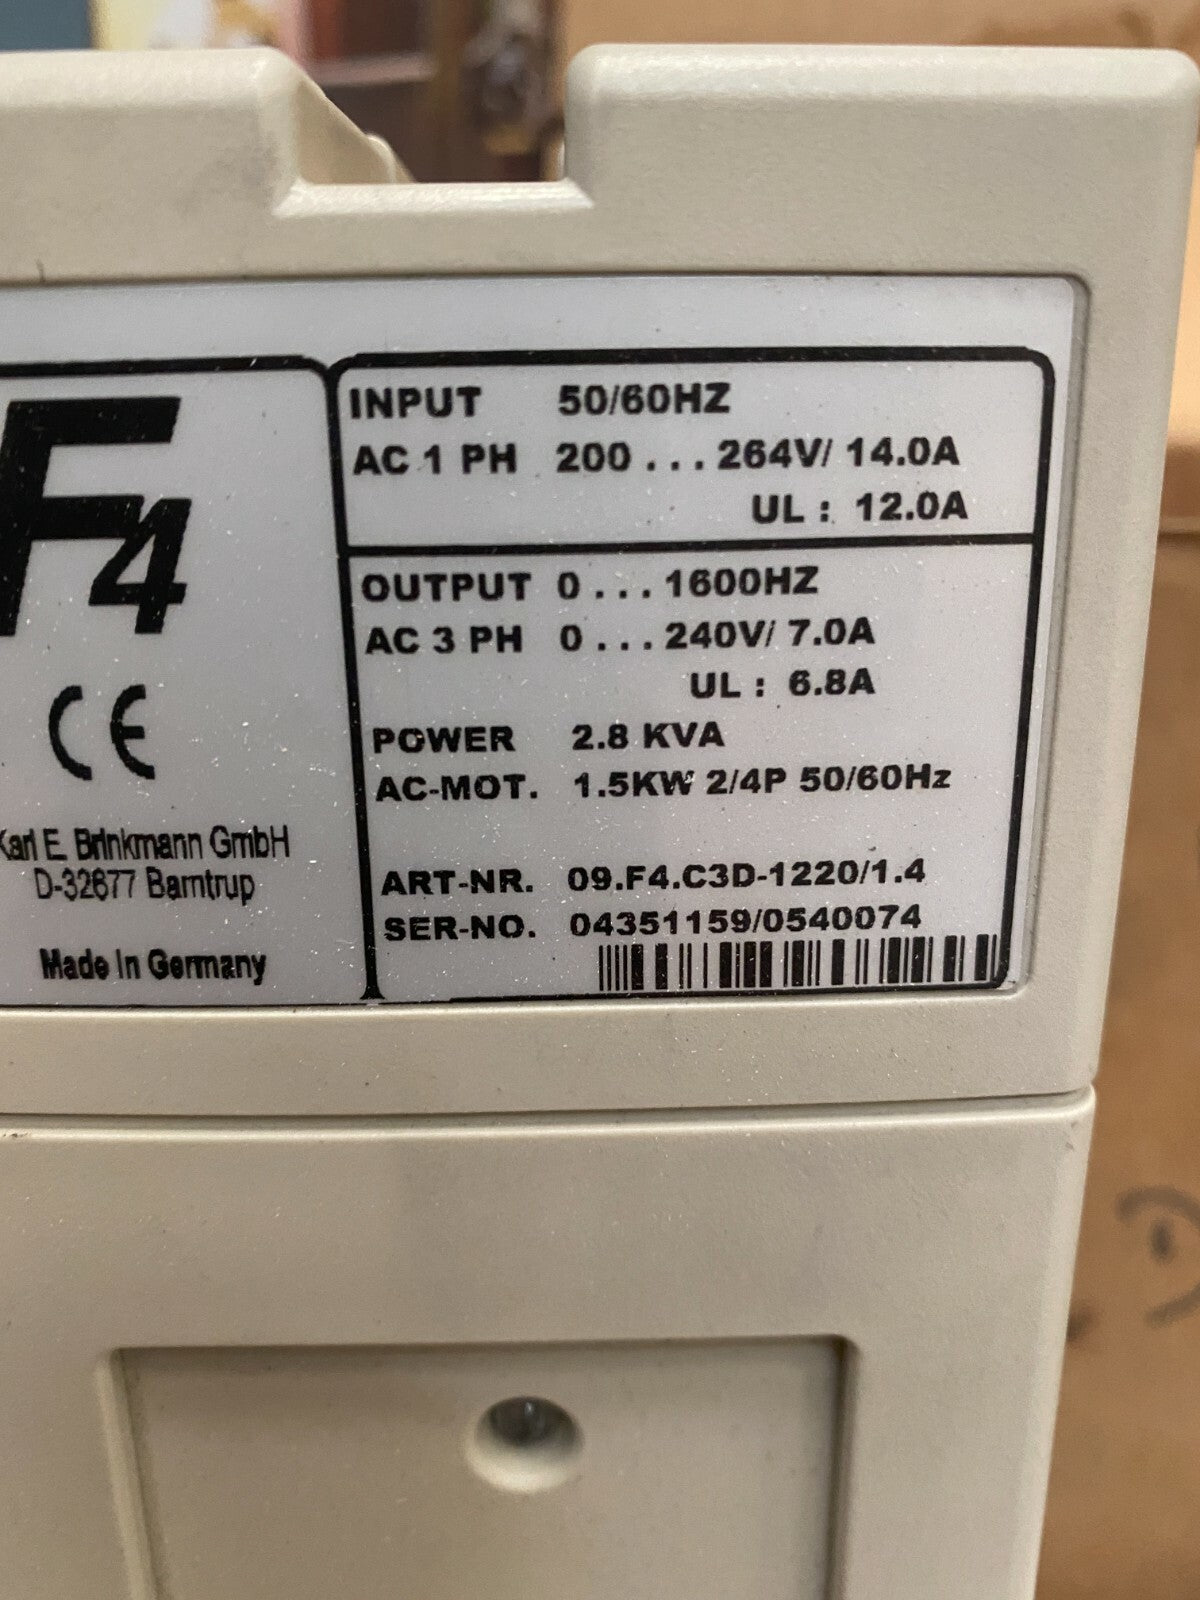 F4
CE
Karl E. Brinkmann GmbH
D-32677 Barntrup
Made in Germany
INPUT 50/60HZ
AC 1 PH 200 ... 264V/ 14.0A
UL : 12.0A
OUTPUT 0 ... 1600HZ
AC 3 PH 0 ... 240V/ 7.0A
UL : 6.8A
POWER 2.8 KVA
AC-MOT. 1.5KW 2/4P 50/60Hz
ART-NR. 09.F4.C3D-1220/1.4
SER-NO. 04351159/0540074